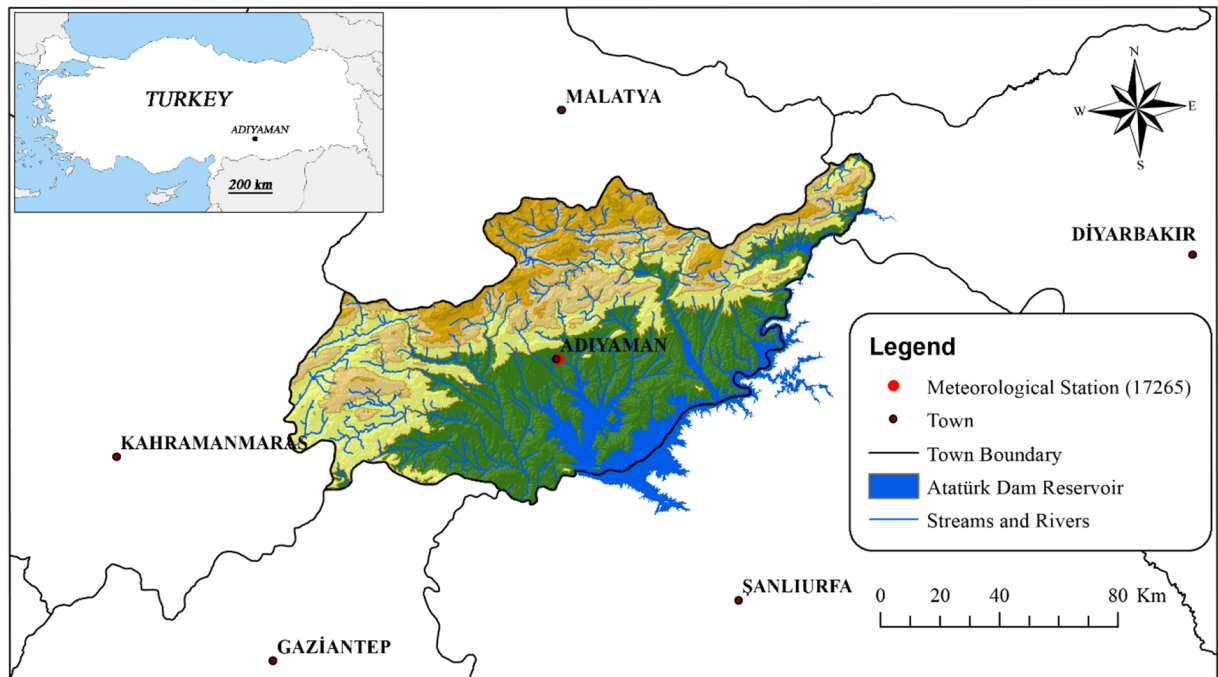 TURKEY
ADIYAMAN
200 km
MALATYA
N
W
E
S
DİYARBAKIR
ADIYAMAN
KAHRAMANMARAŞ
ŞANLIURFA
GAZİANTEP
Legend
Meteorological Station (17265)
Town
Town Boundary
Atatürk Dam Reservoir
Streams and Rivers
0 20 40 80 Km